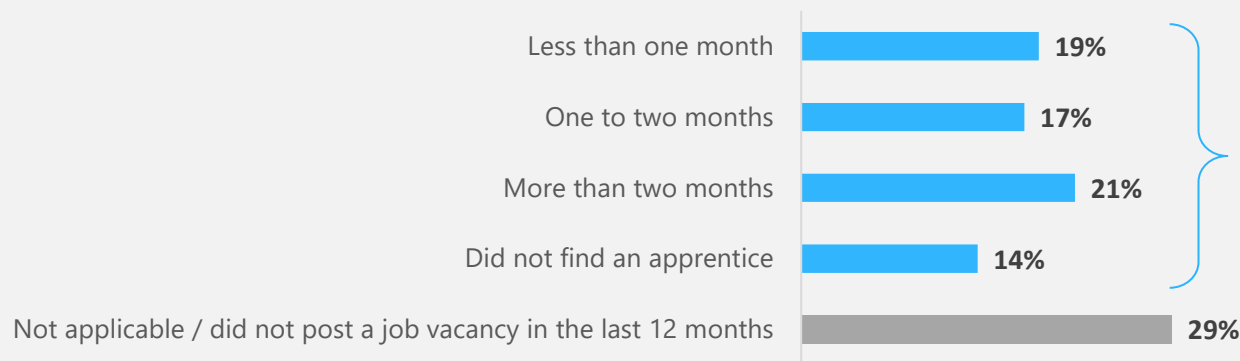 Less than one month 19%
One to two months 17%
More than two months 21%
Did not find an apprentice 14%
Not applicable / did not post a job vacancy in the last 12 months 29%